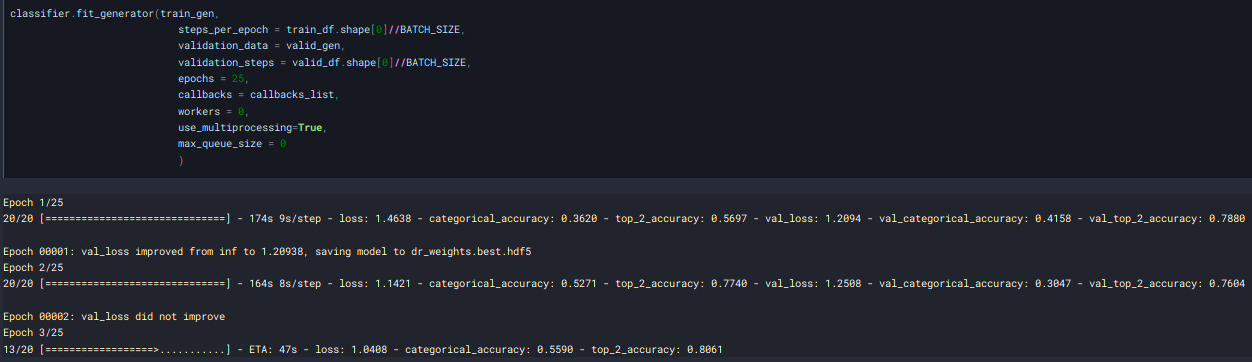 classifier.fit_generator(train_gen,
steps_per_epoch = train_df.shape[0]//BATCH_SIZE,
validation_data = valid_gen,
validation_steps = valid_df.shape[0]//BATCH_SIZE,
epochs = 25,
callbacks = callbacks_list,
workers = 0,
use_multiprocessing=True,
max_queue_size = 0
)
Epoch 1/25
20/20 [==============================] - 174s 9s/step - loss: 1.4638 - categorical_accuracy: 0.3620 - top_2_accuracy: 0.5697 - val_loss: 1.2094 - val_categorical_accuracy: 0.4158 - val_top_2_accuracy: 0.7880
Epoch 00001: val_loss improved from inf to 1.20938, saving model to dr_weights.best.hdf5
Epoch 2/25
20/20 [==============================] - 164s 8s/step - loss: 1.1421 - categorical_accuracy: 0.5271 - top_2_accuracy: 0.7740 - val_loss: 1.2508 - val_categorical_accuracy: 0.3047 - val_top_2_accuracy: 0.7604
Epoch 00002: val_loss did not improve
Epoch 3/25
13/20 [==================>...........] - ETA: 47s - loss: 1.0408 - categorical_accuracy: 0.5590 - top_2_accuracy: 0.8061